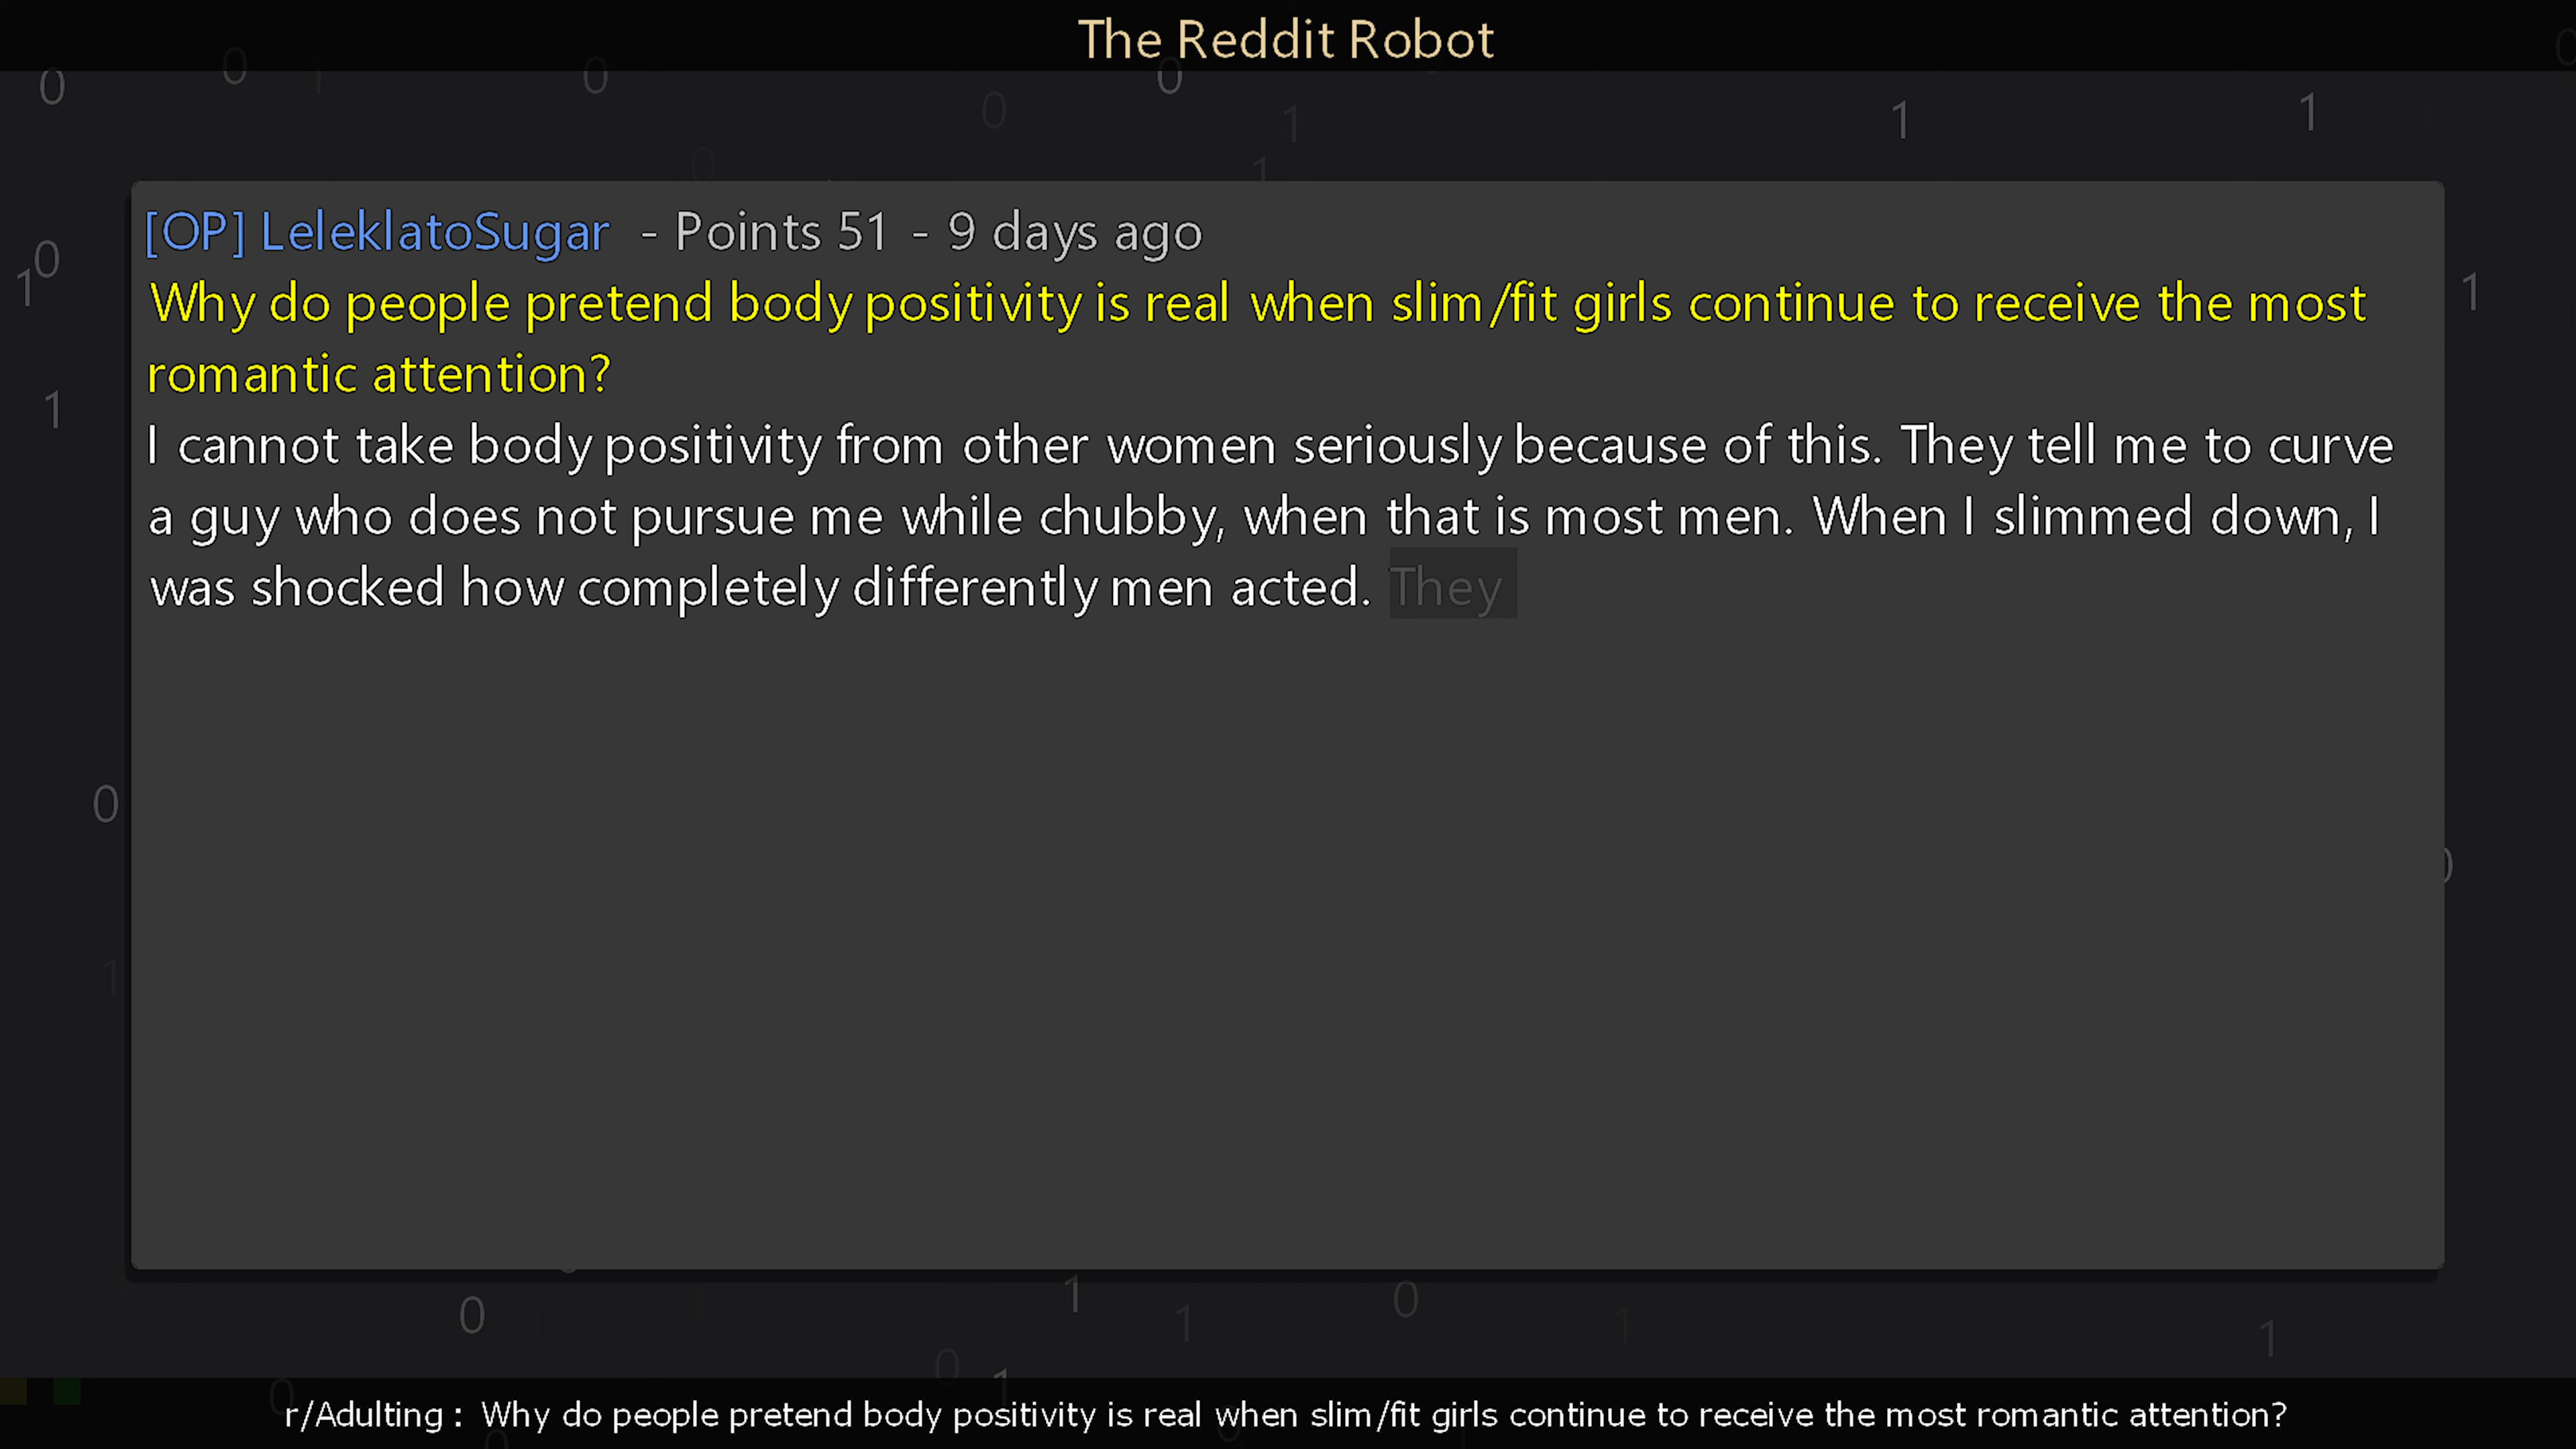 The Reddit Robot
[OP] LeleklatoSugar - Points 51 - 9 days ago
Why do people pretend body positivity is real when slim/fit girls continue to receive the most
romantic attention?
I cannot take body positivity from other women seriously because of this. They tell me to curve
a guy who does not pursue me while chubby, when that is most men. When I slimmed down, I
was shocked how completely differently men acted. They
r/Adulting : Why do people pretend body positivity is real when slim/fit girls continue to receive the most romantic attention?